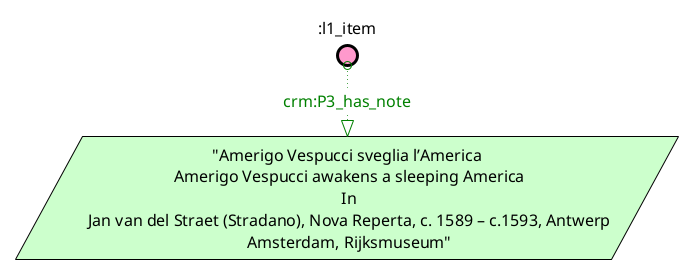 :l1_item
crm:P3_has_note
"Amerigo Vespucci sveglia l’America
Amerigo Vespucci awakens a sleeping America
In
Jan van del Straet (Stradano), Nova Reperta, c. 1589 – c.1593, Antwerp
Amsterdam, Rijksmuseum"